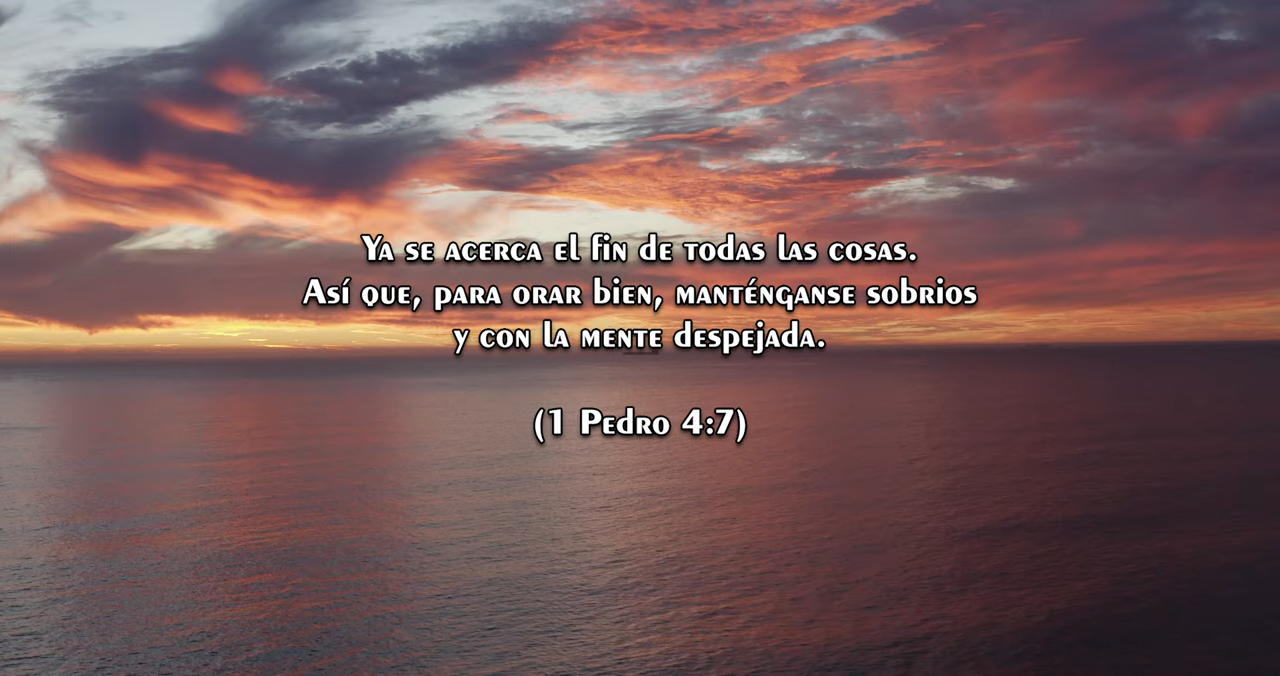 Ya se acerca el fin de todas las cosas.
Así que, para orar bien, manténganse sobrios
y con la mente despejada.
(1 Pedro 4:7)